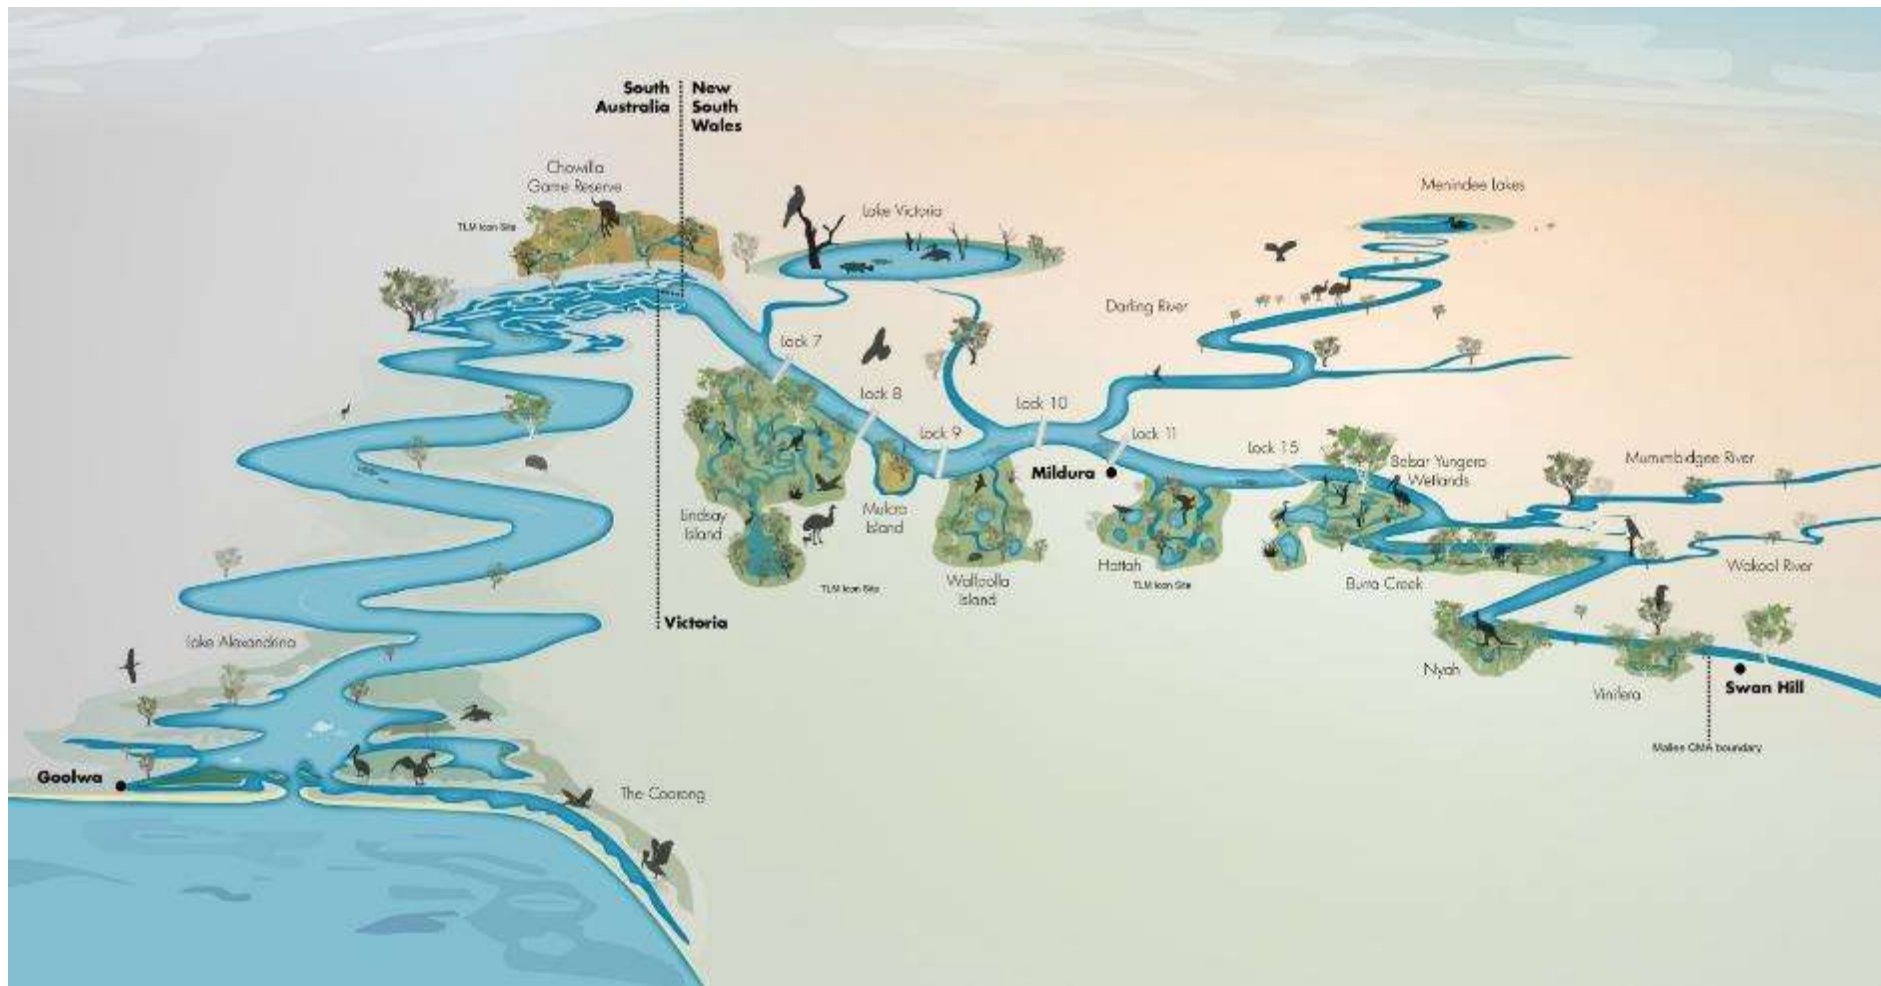 South
Australia
New
South
Wales
Chowilla
Game Reserve
TLM Icon Site
Lake Victoria
Menindee Lakes
Darling River
Lock 7
Lock 8
Lock 9
Lock 10
Lock 11
Lock 15
Mildura
Belsar Yungera
Wetlands
Murrumbidgee River
Lindsay
Island
Mulcra
Island
TLM Icon Site
Wallpolla
Island
Hattah
TLM Icon Site
Burra Creek
Wakool River
Victoria
Lake Alexandrina
Nyah
Vinifera
Swan Hill
Mallee CMA boundary
Goolwa
The Coorong